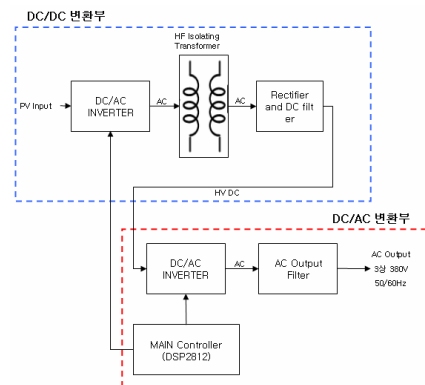 DC/DC 변환부
HF Isolating
Transformer
PV Input
DC/AC
INVERTER
AC
AC
Rectifier
and DC filt
er
HV DC
DC/AC 변환부
DC/AC
INVERTER
AC
AC Output
Filter
AC Output
3상 380V
50/60Hz
MAIN Controller
(DSP2812)